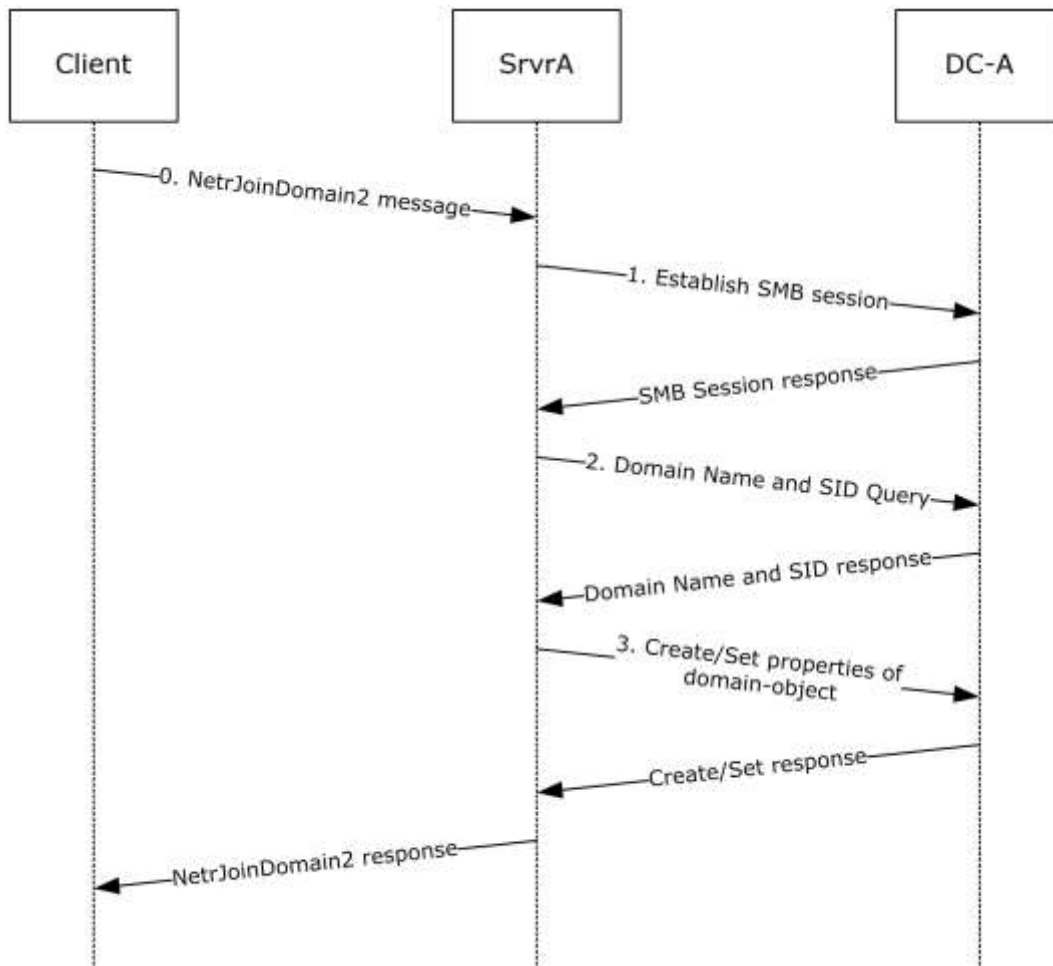 Client
SrvrA
DC-A
0. NetrJoinDomain2 message
1. Establish SMB session
SMB Session response
2. Domain Name and SID Query
Domain Name and SID response
3. Create/Set properties of
domain-object
Create/Set response
NetrJoinDomain2 response